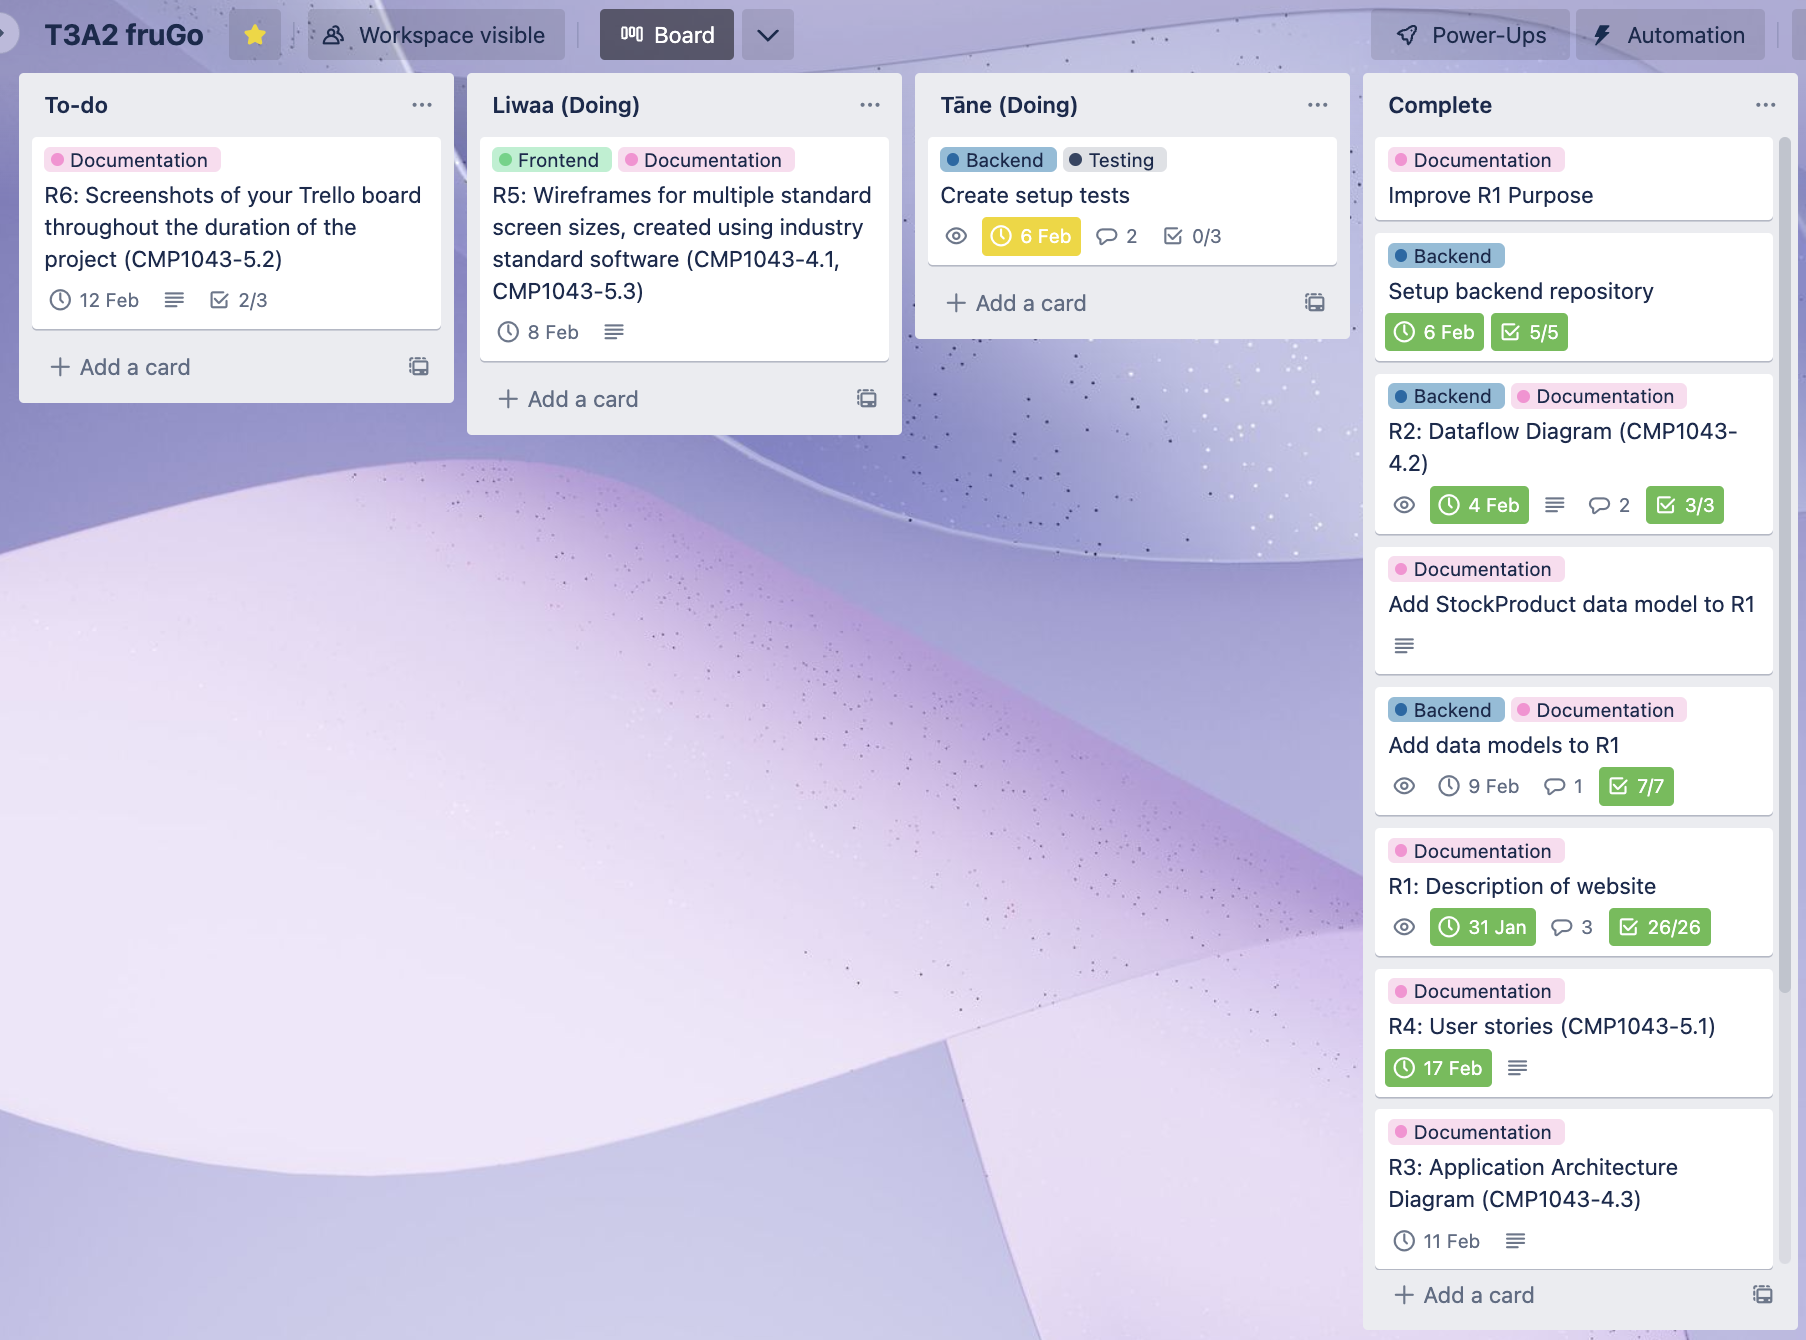 T3A2 fruGo
Workspace visible
Board
Power-Ups
Automation
To-do
Documentation
R6: Screenshots of your Trello board
throughout the duration of the
project (CMP1043-5.2)
12 Feb
2/3
Add a card
Liwaa (Doing)
Frontend
Documentation
R5: Wireframes for multiple standard
screen sizes, created using industry
standard software (CMP1043-4.1,
CMP1043-5.3)
8 Feb
Add a card
Tāne (Doing)
Backend
Testing
Create setup tests
6 Feb
2
0/3
Add a card
Complete
Documentation
Improve R1 Purpose
Backend
Setup backend repository
6 Feb
5/5
Backend
Documentation
R2: Dataflow Diagram (CMP1043-
4.2)
4 Feb
2
3/3
Documentation
Add StockProduct data model to R1
Backend
Documentation
Add data models to R1
9 Feb
1
7/7
Documentation
R1: Description of website
31 Jan
3
26/26
Documentation
R4: User stories (CMP1043-5.1)
17 Feb
Documentation
R3: Application Architecture
Diagram (CMP1043-4.3)
11 Feb
Add a card